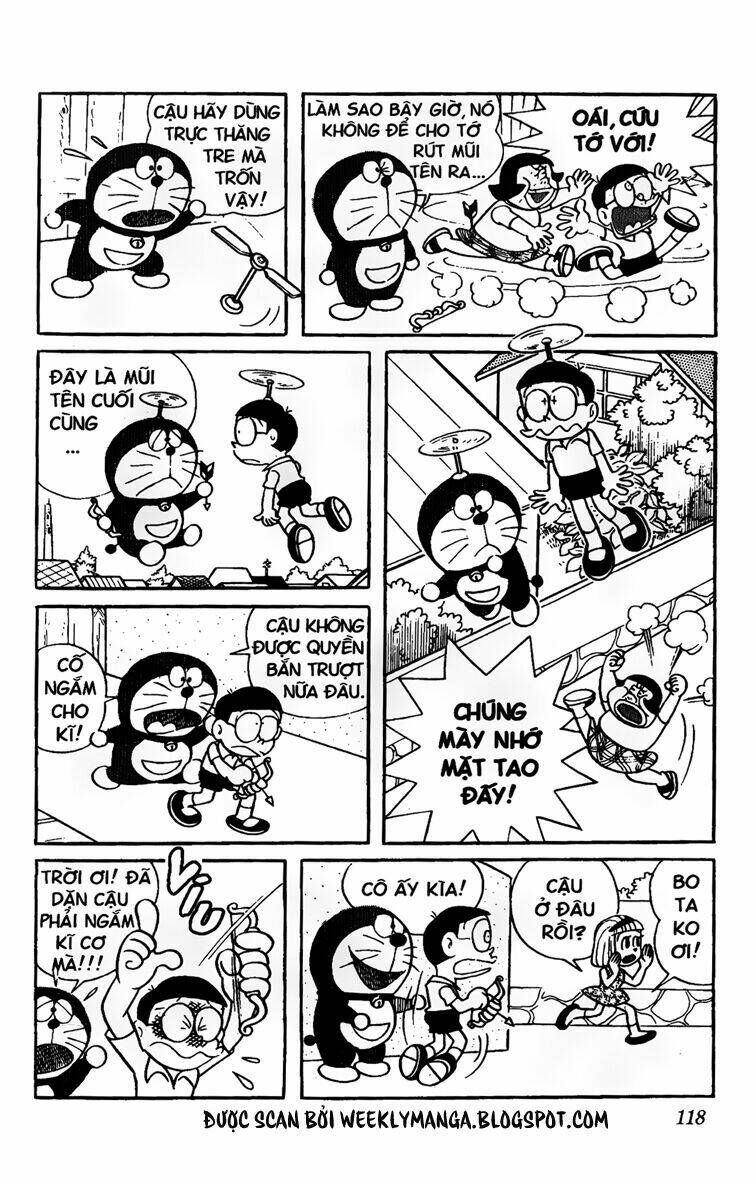 OÁI, CỨU
TỚ VỚI!
LÀM SAO BÂY GIỜ, NÓ
KHÔNG ĐỂ CHO TỚ
RÚT MŨI
TÊN RA...
CẬU HÃY DÙNG
TRỰC THĂNG
TRE MÀ
TRỐN
VẬY!
CHÚNG
MÀY NHỚ
MẶT TAO
ĐẤY!
ĐÂY LÀ MŨI
TÊN CUỐI
CÙNG
...
CẬU KHÔNG
ĐƯỢC QUYỀN
BẮN TRƯỢT
NỮA ĐÂU.
CỐ
NGẮM
CHO
KĨ!
BO
TA
KO
ƠI!
CẬU
Ở ĐÂU
RỒI?
CÔ ẤY KÌA!
VÍU
TRỜI ƠI! ĐÃ
DẶN CẬU
PHẢI NGẮM
KĨ CƠ
MÀ!!!
ĐƯỢC SCAN BỞI WEEKLYMANGA.BLOGSPOT.COM
118